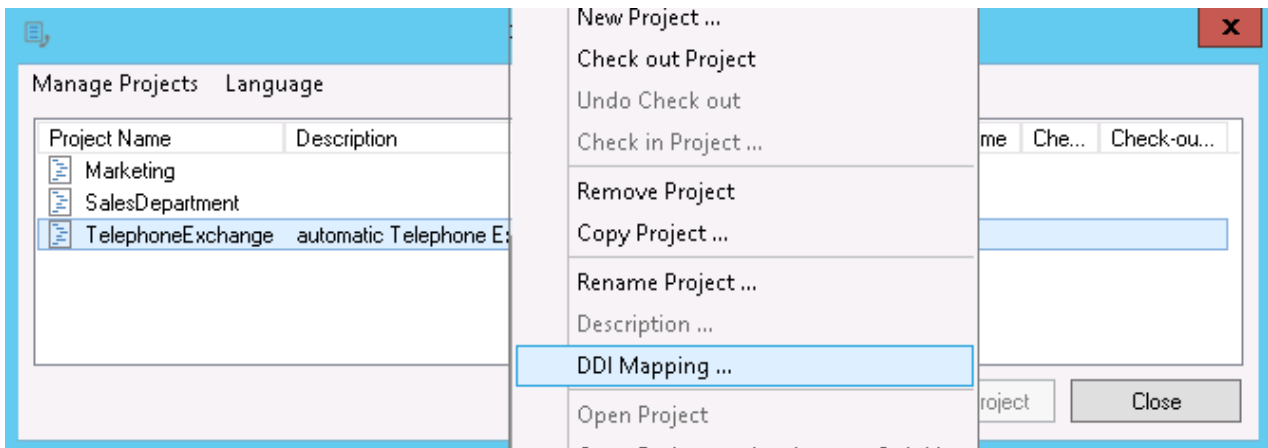 New Project ...
Check out Project
Manage Projects Language
Undo Check out
Project Name Description
Check in Project ...
me Che... Check-ou...
Marketing
Remove Project
SalesDepartment
TelephoneExchange automatic Telephone E
Copy Project ...
Rename Project ...
Description ...
DDI Mapping ...
Open Project
roject
Close